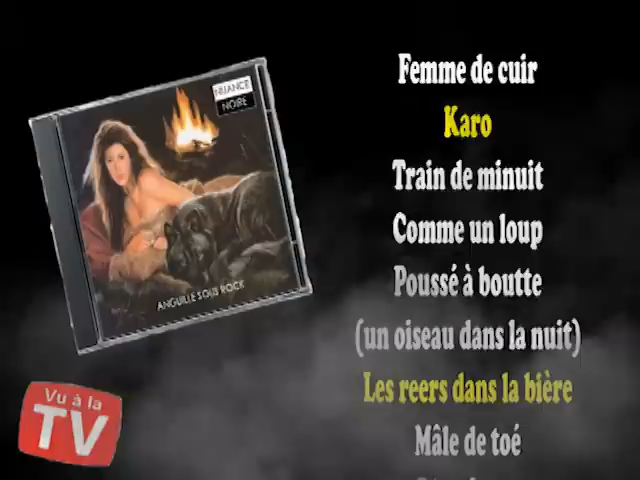 NUANCE
NOIRE
ANGUILLE SOUS ROCK
Vu à la
TV
Femme de cuir
Karo
Train de minuit
Comme un loup
Poussé à boutte
(un oiseau dans la nuit)
Les reers dans la bière
Mâle de toé